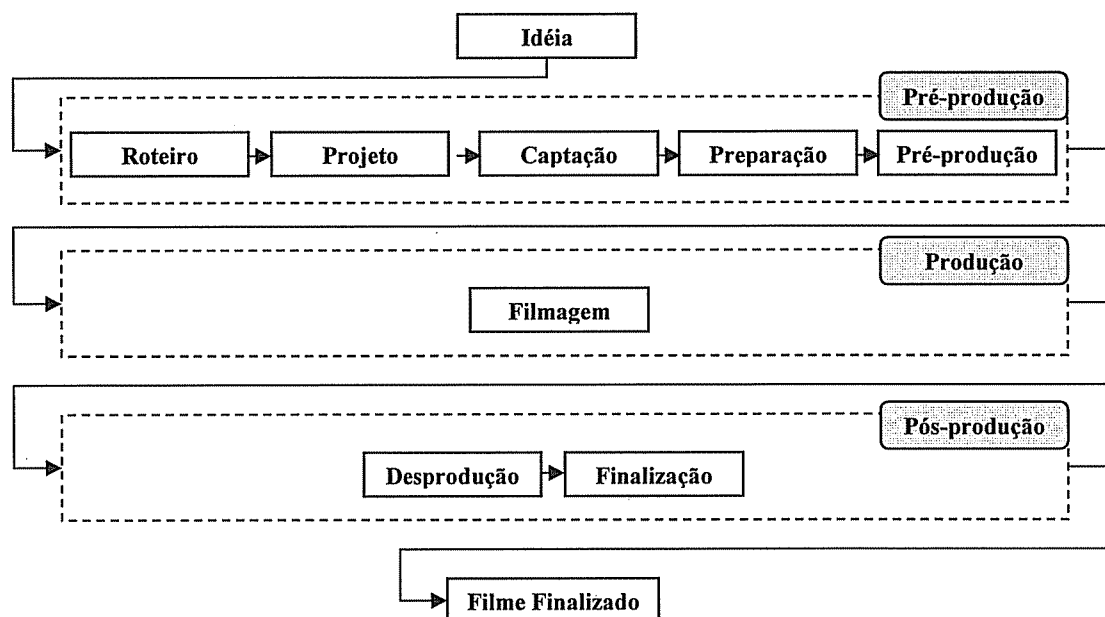 Idéia
Pré-produção
Roteiro
Projeto
Captação
Preparação
Pré-produção
Produção
Filmagem
Pós-produção
Desprodução
Finalização
Filme Finalizado